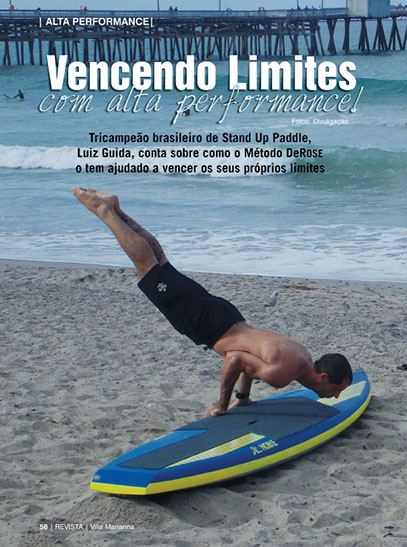 | ALTA PERFORMANCE |
Vencendo Limites
com alta performance!
Fotos: Divulgação
Tricampeão brasileiro de Stand Up Paddle,
Luiz Guida, conta sobre como o Método DeRose
o tem ajudado a vencer os seus próprios limites
58 | REVISTA | Villa Marianna